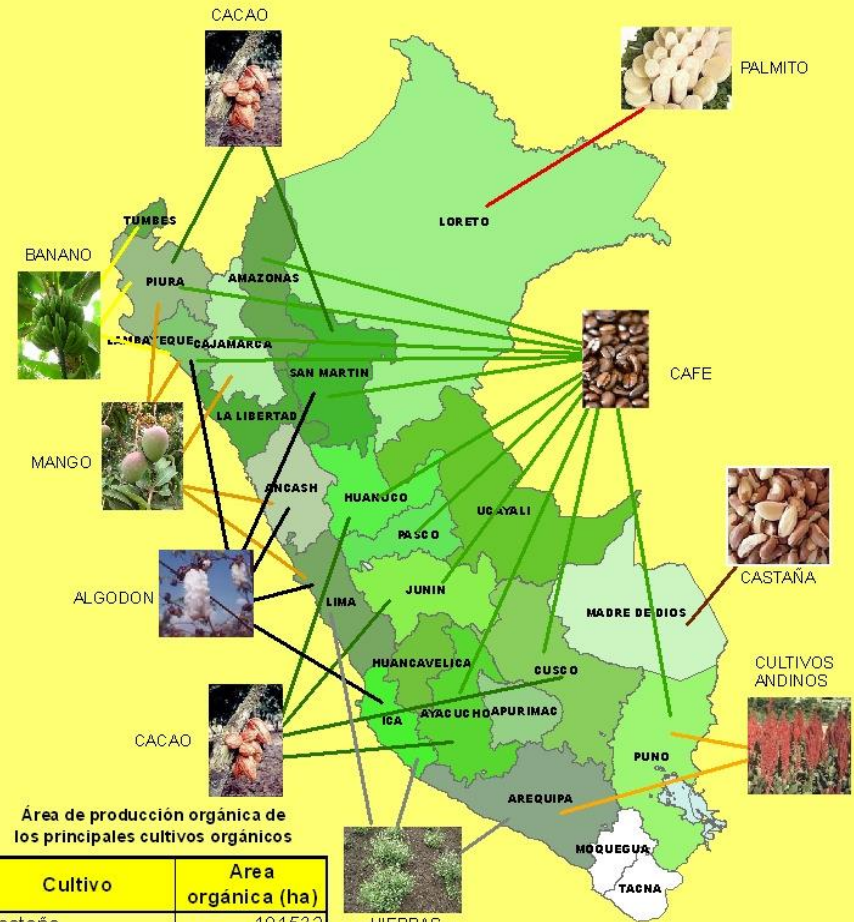 CACAO
PALMITO
LORETO
TUMBES
BANANO
PIURA
AMAZONAS
LAMBAYEQUE
CAJAMARCA
CAFE
SAN MARTIN
LA LIBERTAD
MANGO
ANCASH
HUANUCO
UCAYALI
PASCO
CASTAÑA
ALGODON
LIMA
JUNIN
MADRE DE DIOS
HUANCAVELICA
CUSCO
CULTIVOS
ANDINOS
AYACUCHO
APURIMAC
ICA
CACAO
PUNO
AREQUIPA
Área de producción orgánica de
los principales cultivos orgánicos
MOQUEGUA
Cultivo
Area
orgánica (ha)
TACNA
HIERBAS